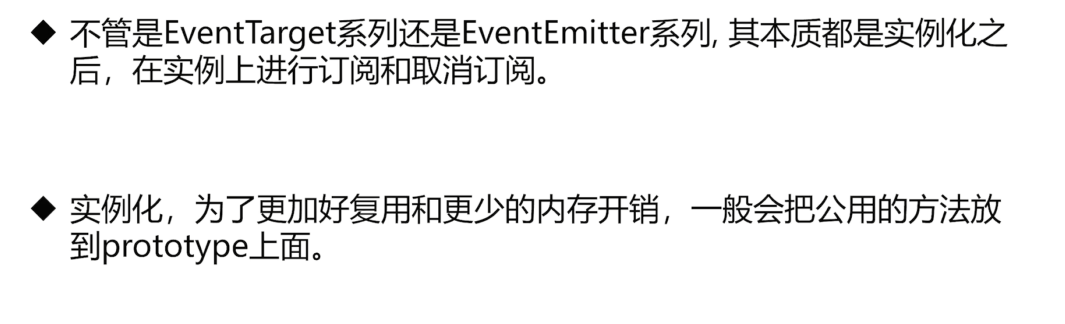 ◆ 不管是EventTarget系列还是EventEmitter系列, 其本质都是实例化之
后，在实例上进行订阅和取消订阅。
◆ 实例化，为了更加好复用和更少的内存开销，一般会把公用的方法放
到prototype上面。